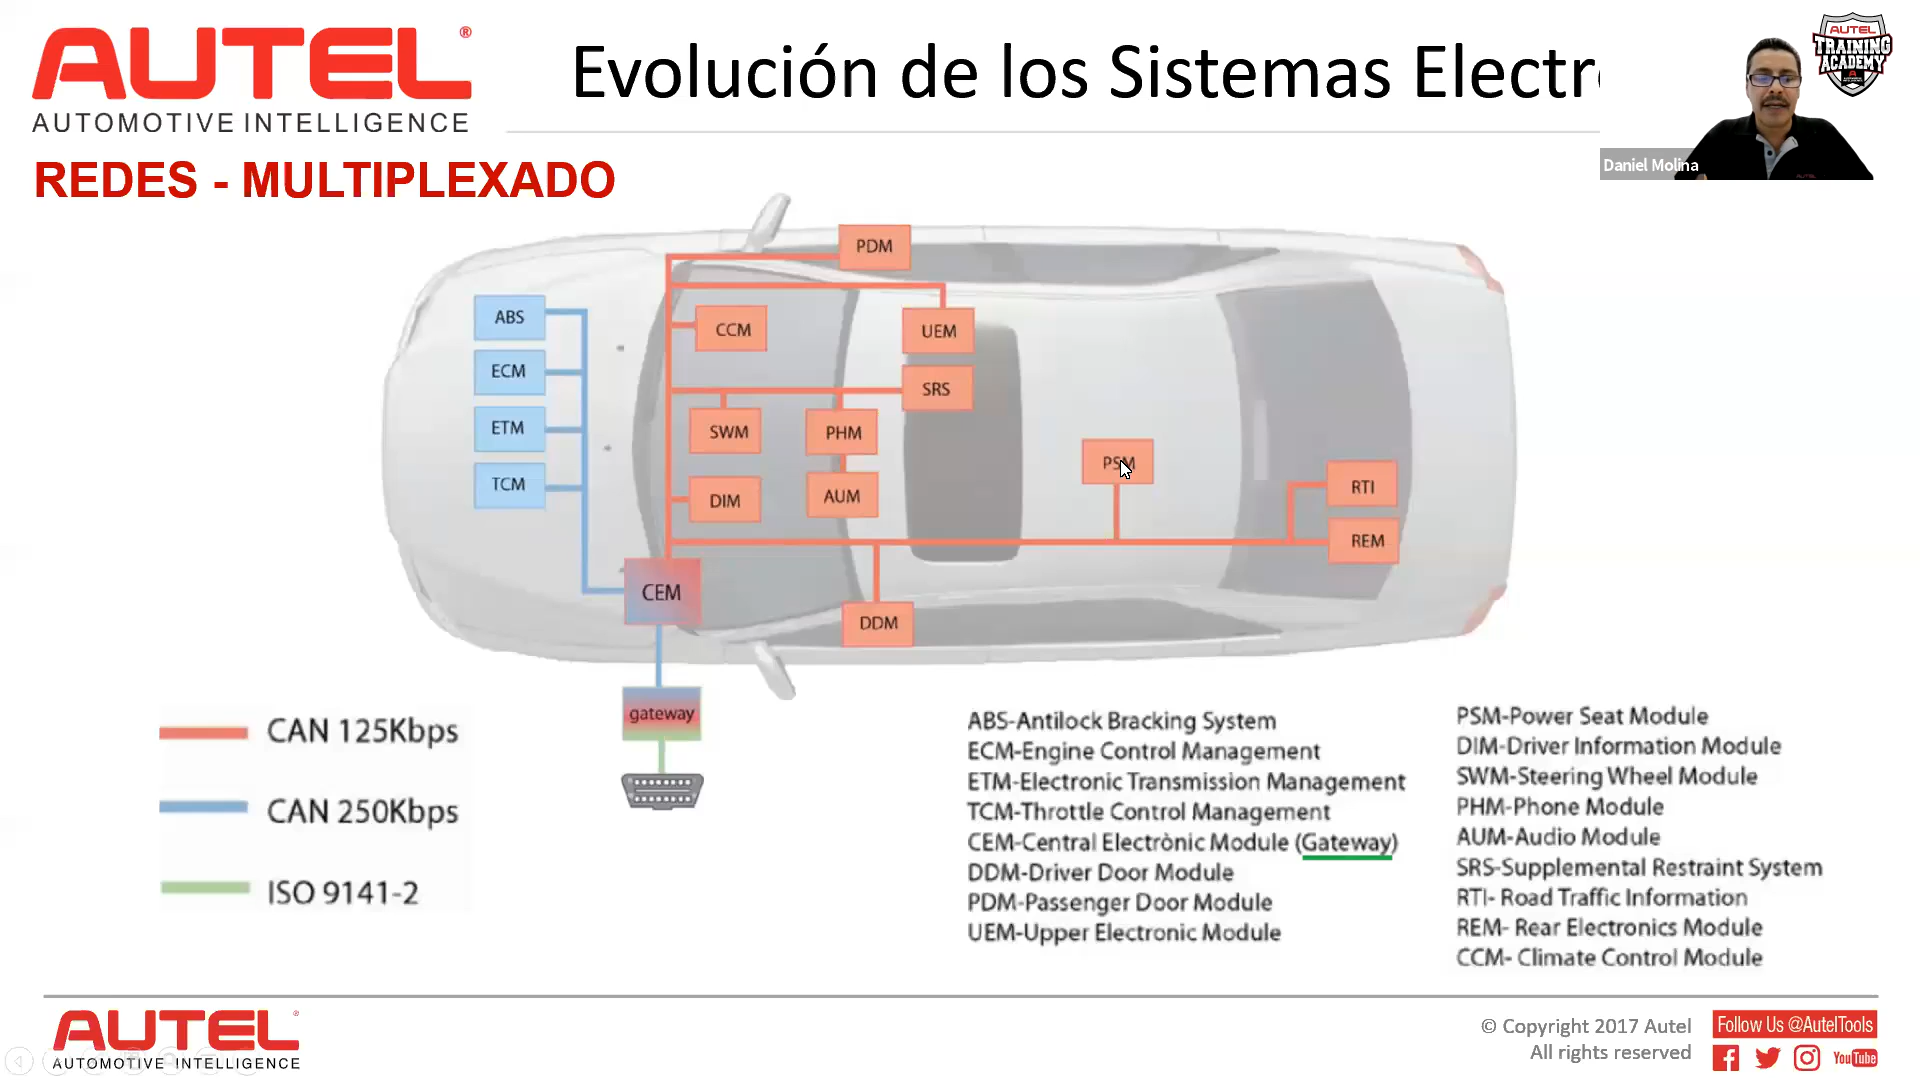 AUTEL®
AUTOMOTIVE INTELLIGENCE
Evolución de los Sistemas Electr
AUTEL
TRAINING
ACADEMY
Daniel Molina
REDES - MULTIPLEXADO
PDM
ABS
CCM
UEM
ECM
SRS
ETM
SWM
PHM
PSM
TCM
DIM
AUM
RTI
REM
CEM
DDM
gateway
CAN 125Kbps
CAN 250Kbps
ISO 9141-2
ABS-Antilock Bracking System
ECM-Engine Control Management
ETM-Electronic Transmission Management
TCM-Throttle Control Management
CEM-Central Electrònic Module (Gateway)
DDM-Driver Door Module
PDM-Passenger Door Module
UEM-Upper Electronic Module
PSM-Power Seat Module
DIM-Driver Information Module
SWM-Steering Wheel Module
PHM-Phone Module
AUM-Audio Module
SRS-Supplemental Restraint System
RTI- Road Traffic Information
REM- Rear Electronics Module
CCM- Climate Control Module
AUTEL®
AUTOMOTIVE INTELLIGENCE
© Copyright 2017 Autel
All rights reserved
Follow Us @AutelTools
YouTube